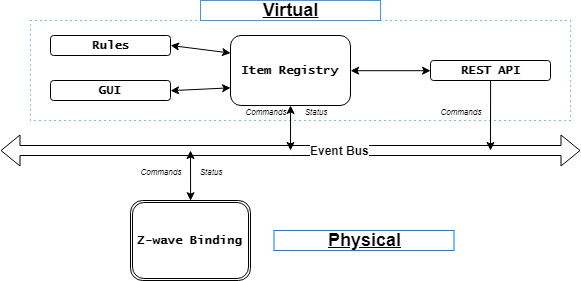 Virtual
Rules
Item Registry
REST API
GUI
Commands
Status
Commands
Event Bus
Commands
Status
Z-wave Binding
Physical